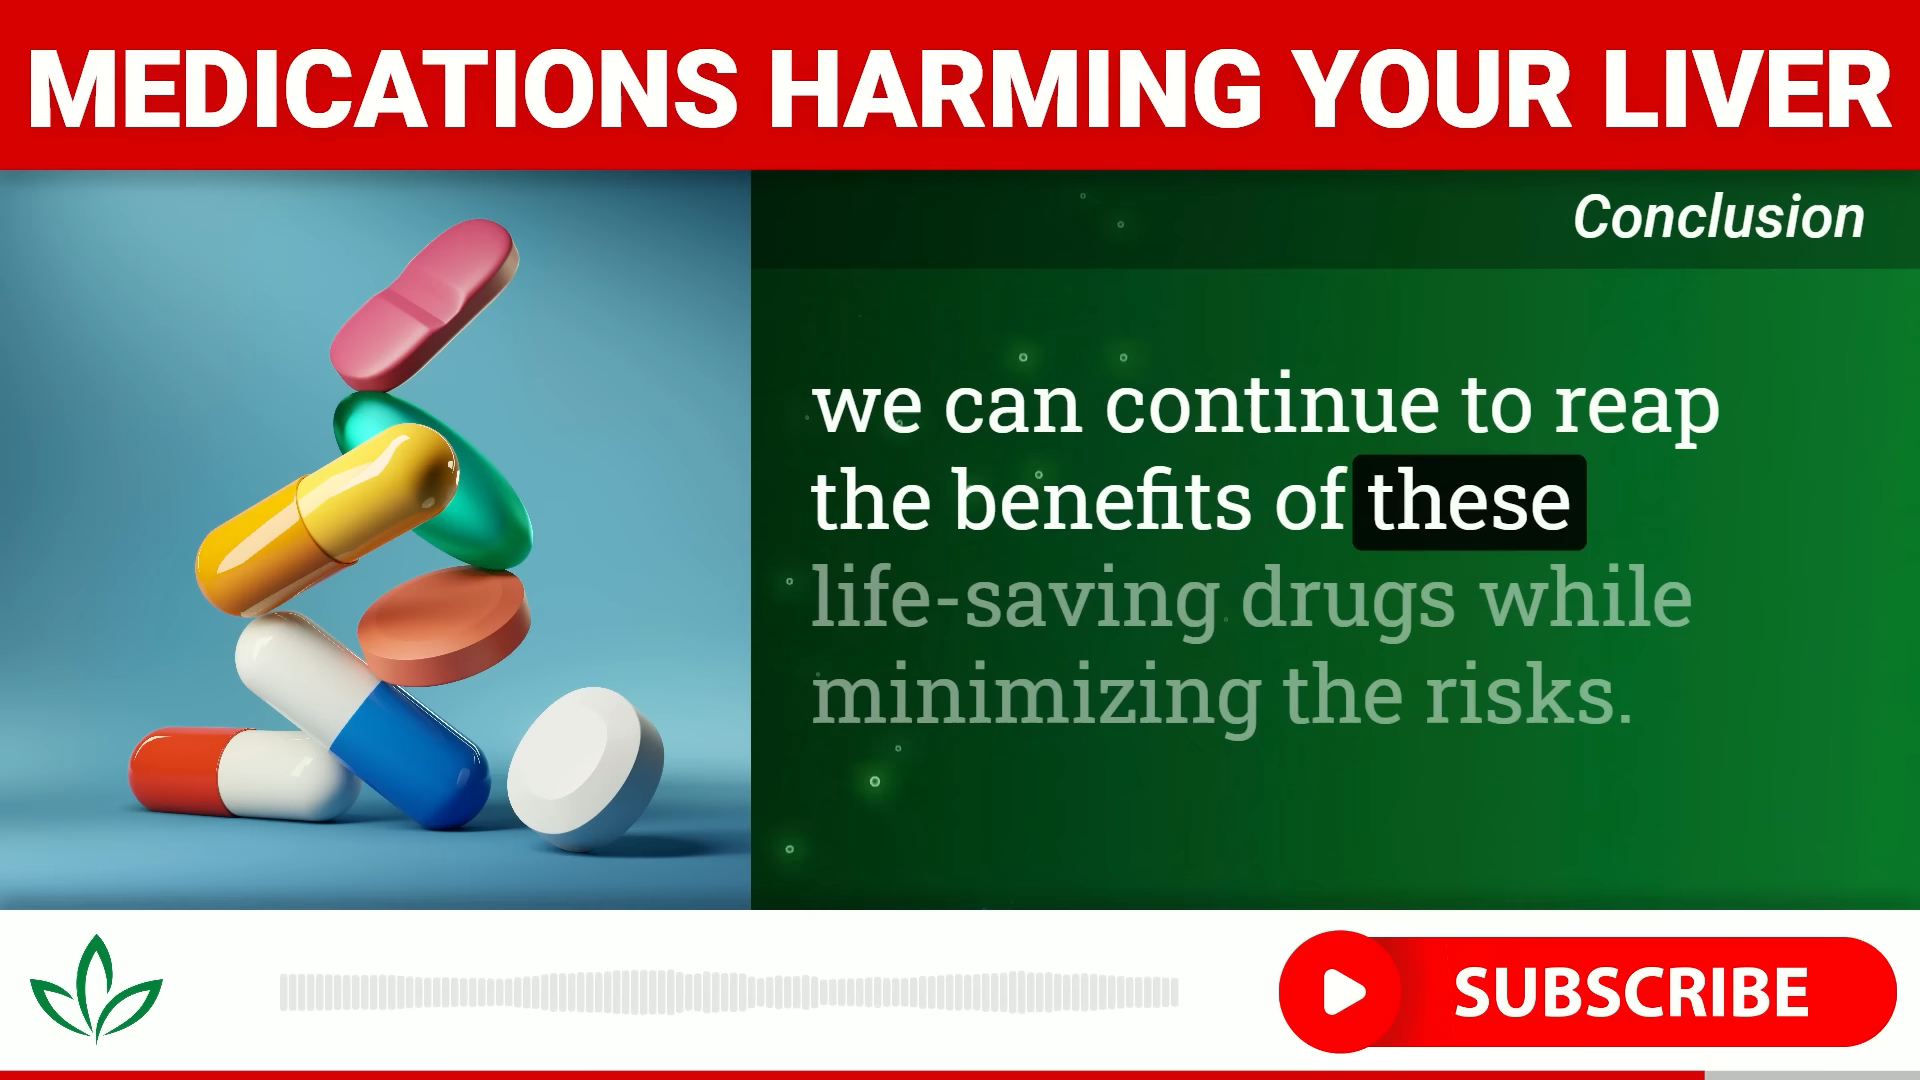 MEDICATIONS HARMING YOUR LIVER
Conclusion
we can continue to reap
the benefits of these
life-saving drugs while
minimizing the risks.
SUBSCRIBE